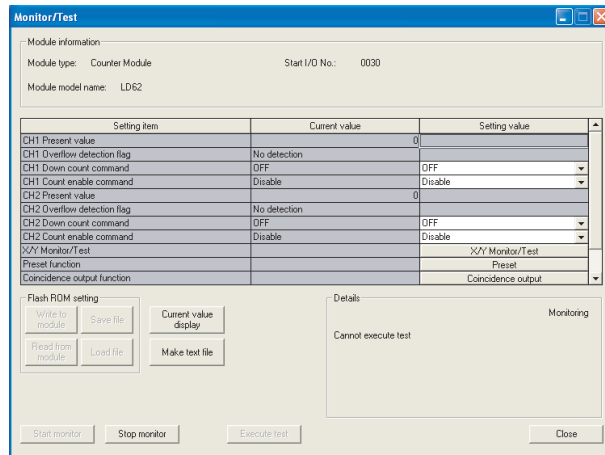 Monitor/Test
Module information
Module type: Counter Module Start I/O No.: 0030
Module model name: LD62
Setting item Current value Setting value
CH1 Present value 0
CH1 Overflow detection flag No detection
CH1 Down count command OFF OFF
CH1 Count enable command Disable Disable
CH2 Present value 0
CH2 Overflow detection flag No detection
CH2 Down count command OFF OFF
CH2 Count enable command Disable Disable
X/Y Monitor/Test X/Y Monitor/Test
Preset function Preset
Coincidence output function Coincidence output
Flash ROM setting
Write to
module
Save file
Current value
display
Read from
module
Load file
Make text file
Details
Monitoring
Cannot execute test
Start monitor Stop monitor Execute test Close